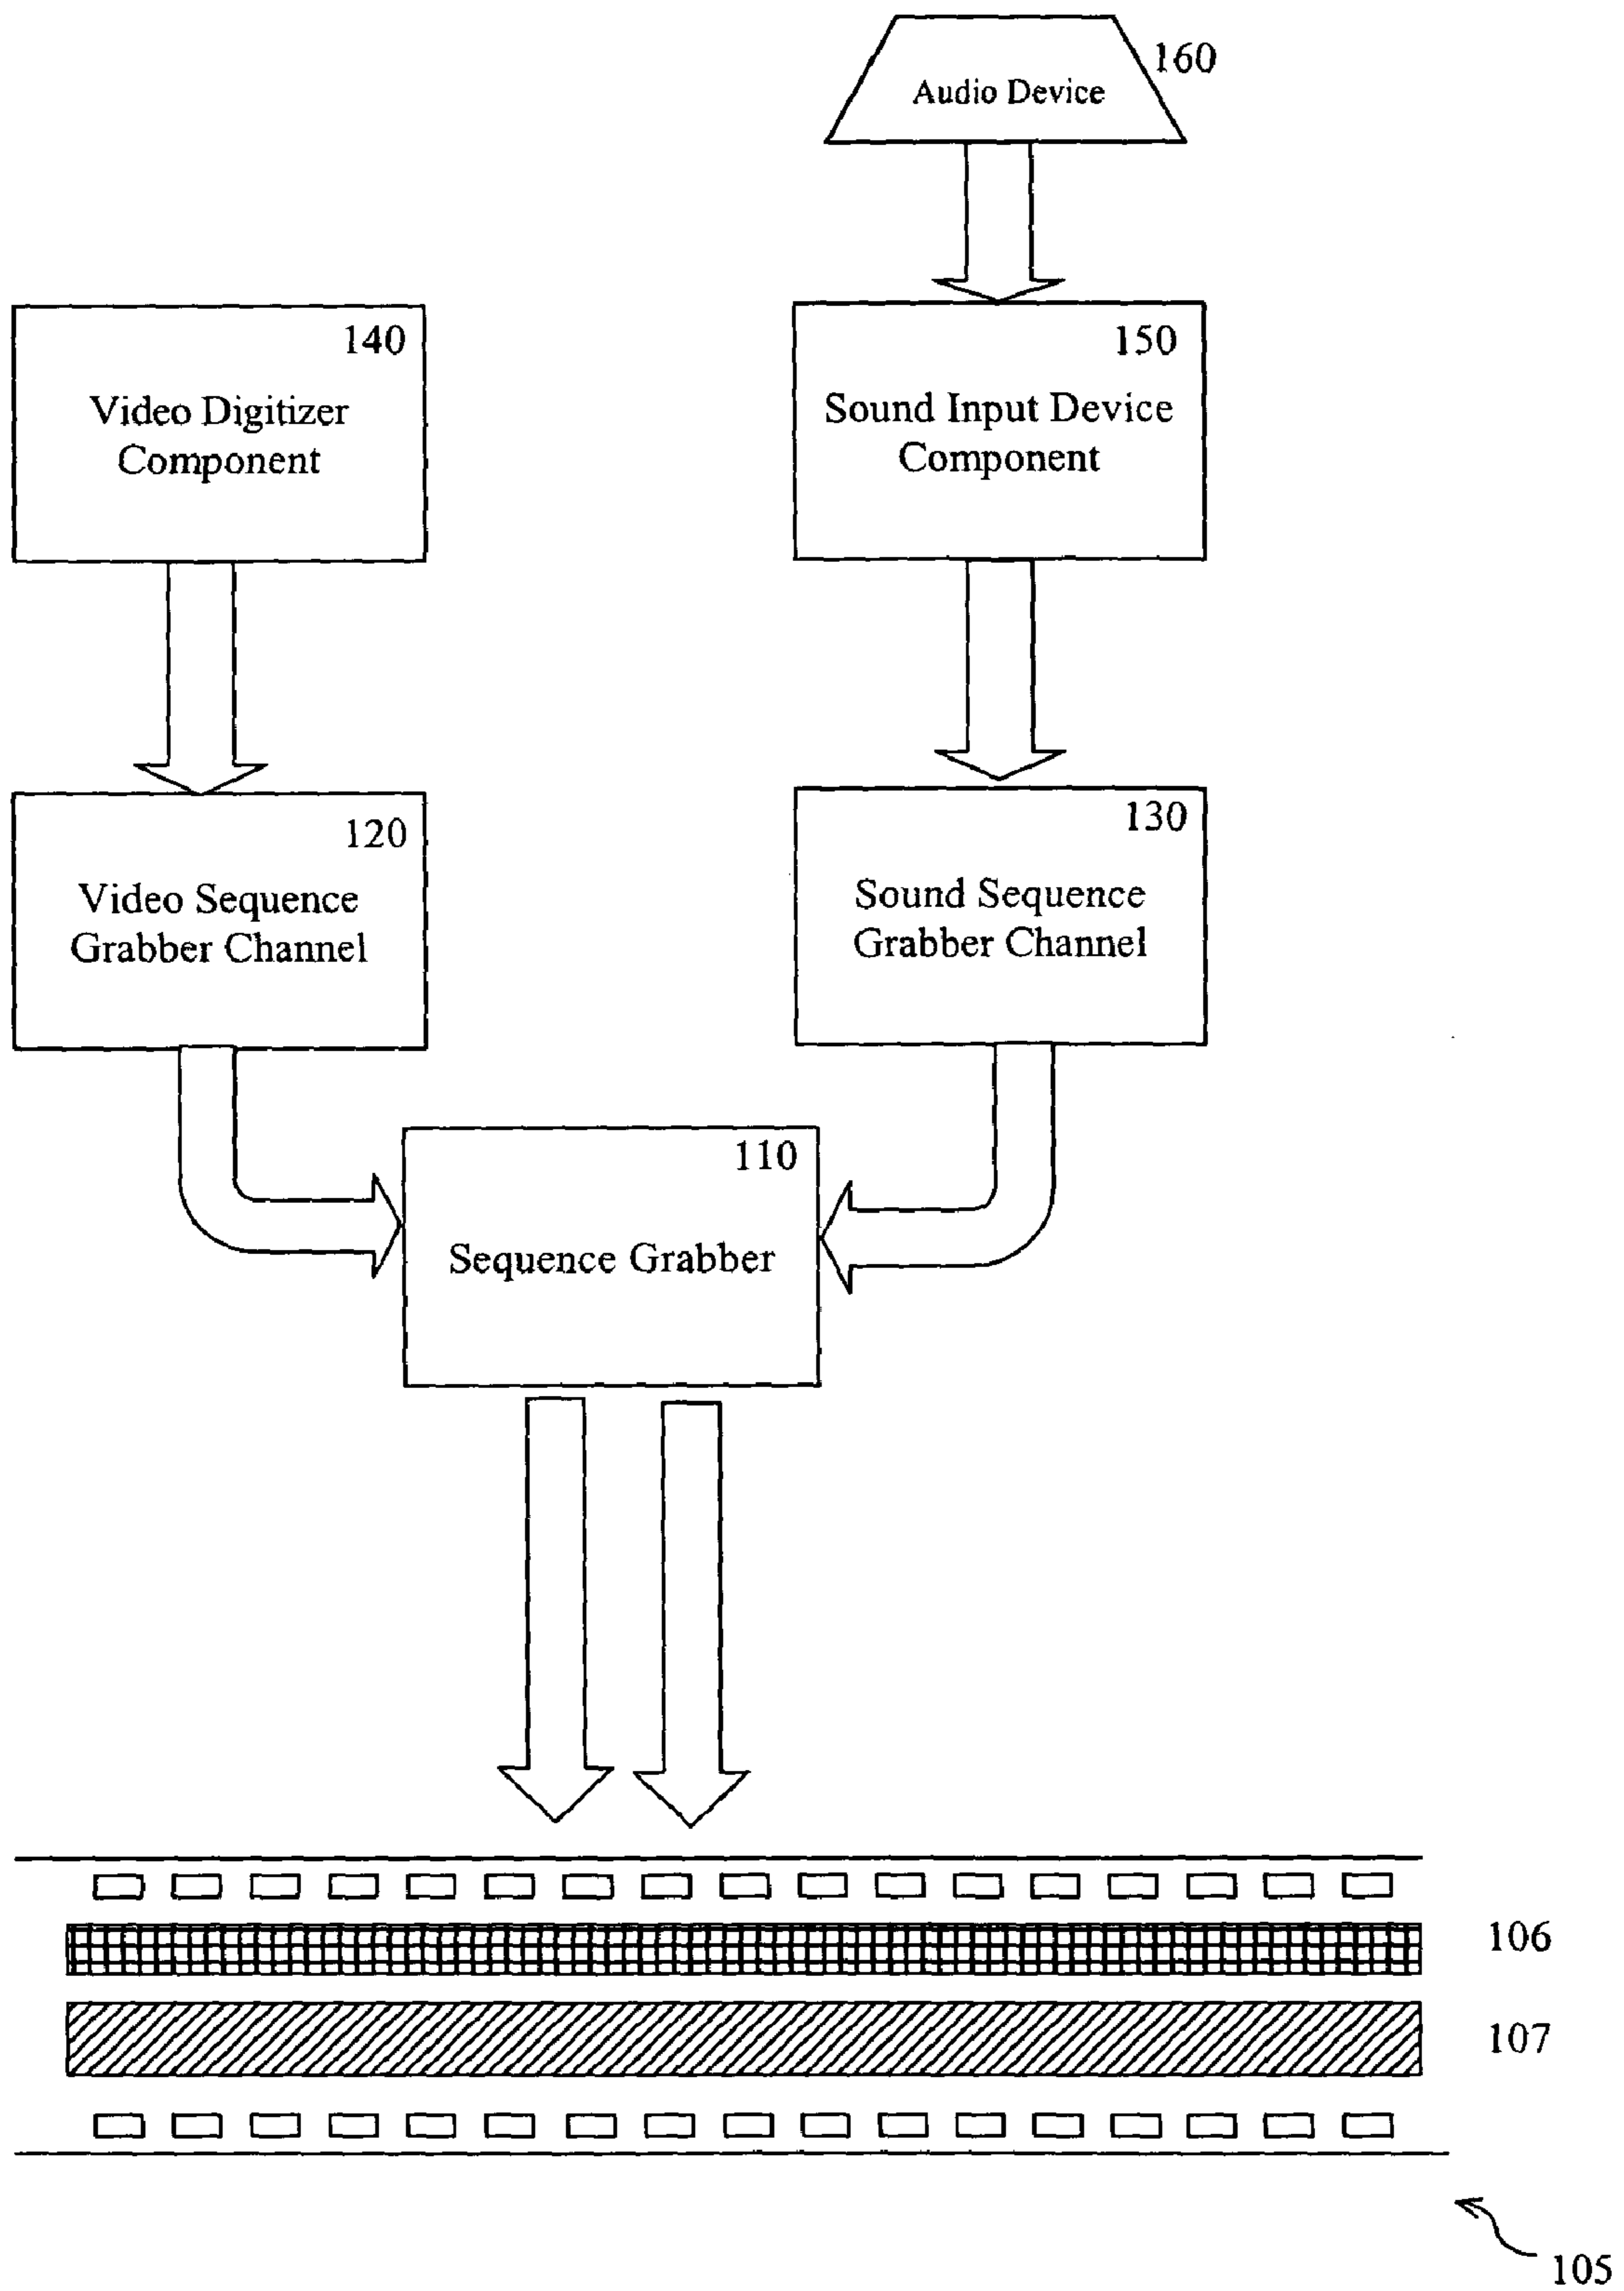 160
Audio Device
140
Video Digitizer
Component
150
Sound Input Device
Component
120
Video Sequence
Grabber Channel
130
Sound Sequence
Grabber Channel
110
Sequence Grabber
106
107
105